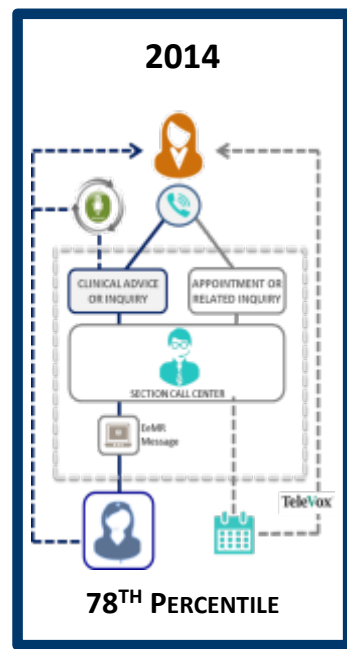 2014
CLINICAL ADVICE
OR INQUIRY
APPOINTMENT OR
RELATED INQUIRY
SECTION CALL CENTER
EeMR
Message
TeleVox
78TH PERCENTILE